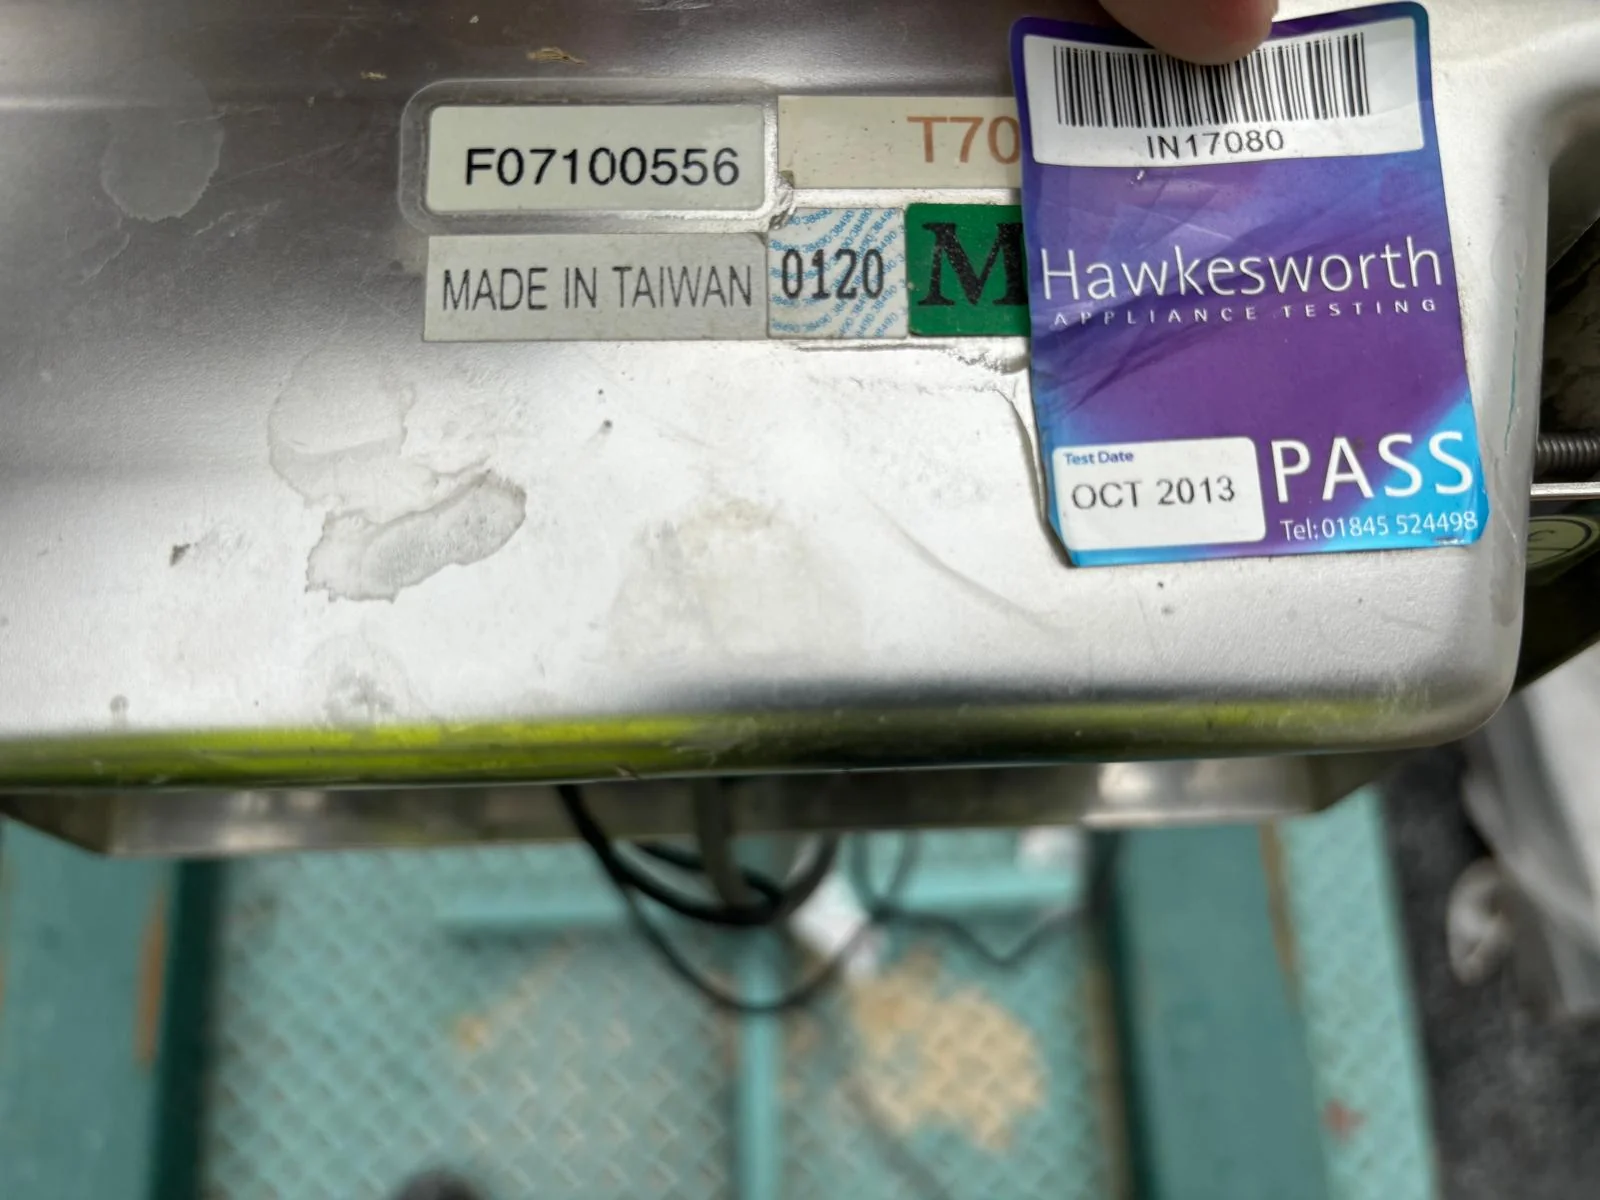 IN17080
F07100556
T70
MADE IN TAIWAN
0120
M
Hawkesworth
APPLIANCE TESTING
Test Date
OCT 2013
PASS
Tel: 01845 524498